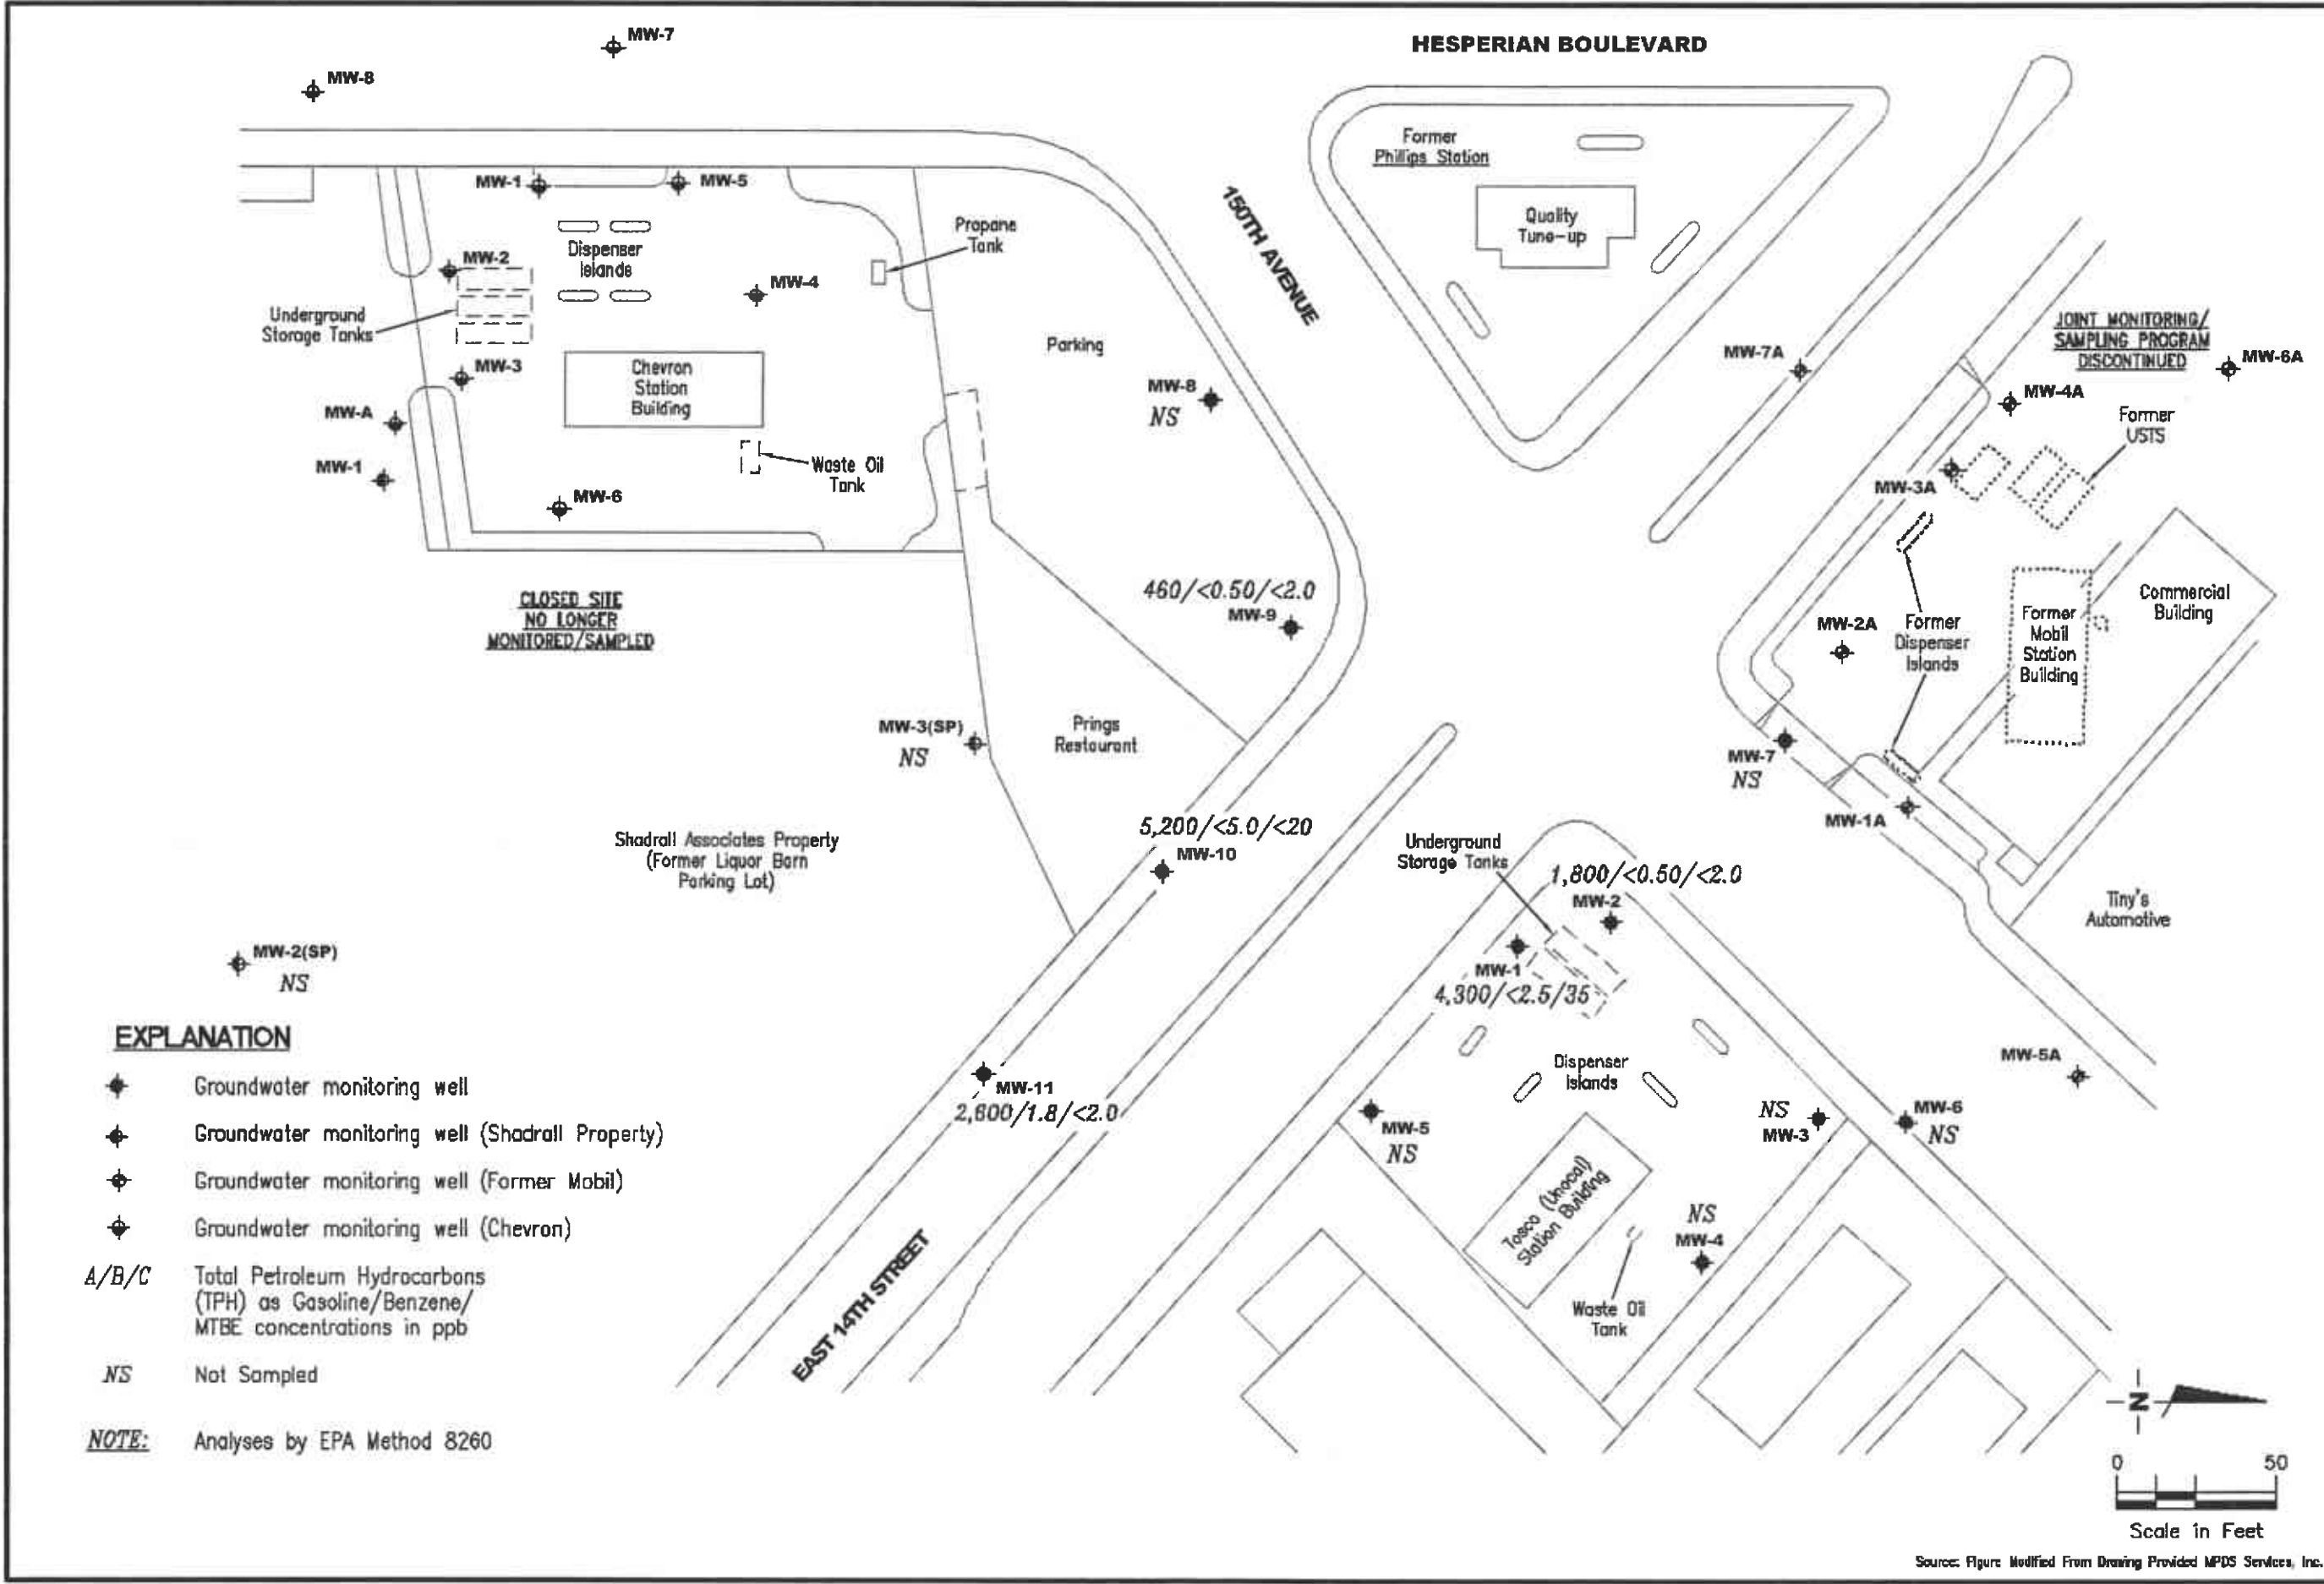 MW-7
MW-8
HESPERIAN BOULEVARD
Former
Phillips Station
Quality
Tune-up
150TH AVENUE
MW-1
MW-5
Propane
Tank
Dispenser
Islands
MW-2
MW-4
Underground
Storage Tanks
Parking
MW-3
Chevron
Station
Building
MW-A
MW-1
Waste Oil
Tank
MW-6
MW-8
NS
MW-7A
JOINT MONITORING/
SAMPLING PROGRAM
DISCONTINUED
MW-6A
MW-4A
Former
USTS
MW-3A
CLOSED SITE
NO LONGER
MONITORED/SAMPLED
460/<0.50/<2.0
MW-9
MW-2A
Former
Dispenser
Islands
Former
Mobil
Station
Building
Commercial
Building
MW-3(SP)
NS
Prings
Restaurant
MW-7
NS
MW-1A
Shadrall Associates Property
(Former Liquor Barn
Parking Lot)
5,200/<5.0/<20
MW-10
Underground
Storage Tanks
1,800/<0.50/<2.0
MW-2
MW-1
4,300/<2.5/35
Tiny's
Automotive
MW-2(SP)
NS
Dispenser
Islands
MW-5A
MW-11
2,600/1.8/<2.0
MW-5
NS
NS
MW-3
MW-6
NS
Tosco (Unocal)
Station Building
NS
MW-4
Waste Oil
Tank
EAST 14TH STREET
EXPLANATION
Groundwater monitoring well
Groundwater monitoring well (Shadrall Property)
Groundwater monitoring well (Former Mobil)
Groundwater monitoring well (Chevron)
A/B/C Total Petroleum Hydrocarbons
(TPH) as Gasoline/Benzene/
MTBE concentrations in ppb
NS Not Sampled
NOTE: Analyses by EPA Method 8260
N
0 50
Scale in Feet
Source: Figure Modified From Drawing Provided MPDS Services, Inc.